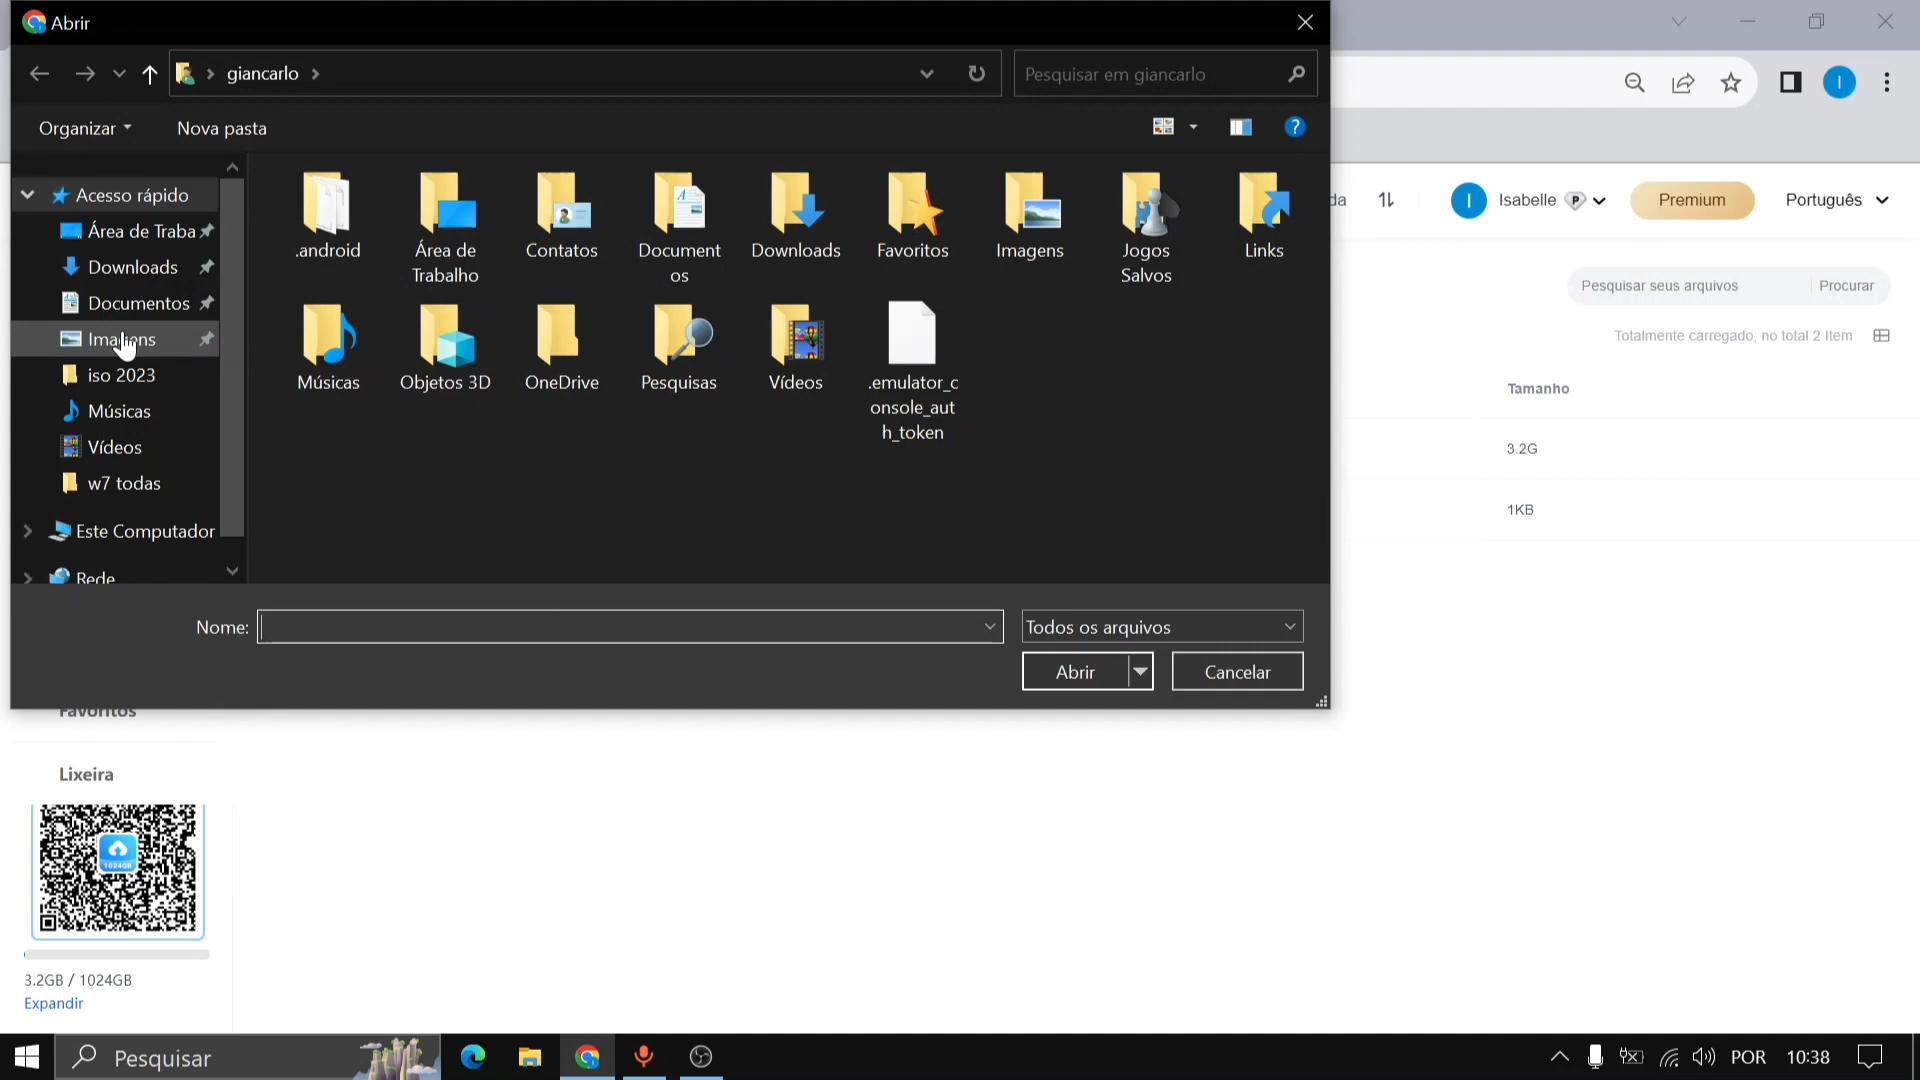 Abrir
giancarlo
Pesquisar em giancarlo
Organizar
Nova pasta
Acesso rápido
Área de Traba
Downloads
Documentos
Imagens
iso 2023
Músicas
Vídeos
w7 todas
Este Computador
Rede
.android
Área de
Trabalho
Contatos
Document
os
Downloads
Favoritos
Imagens
Jogos
Salvos
Links
Músicas
Objetos 3D
OneDrive
Pesquisas
Vídeos
.emulator_c
onsole_aut
h_token
Nome:
Todos os arquivos
Abrir
Cancelar
da
I
I
Isabelle
P
Premium
Português
Pesquisar seus arquivos
Procurar
Totalmente carregado, no total 2 Item
Tamanho
3.2G
1KB
Favoritos
Lixeira
1024GB
3.2GB / 1024GB
Expandir
Pesquisar
POR
10:38